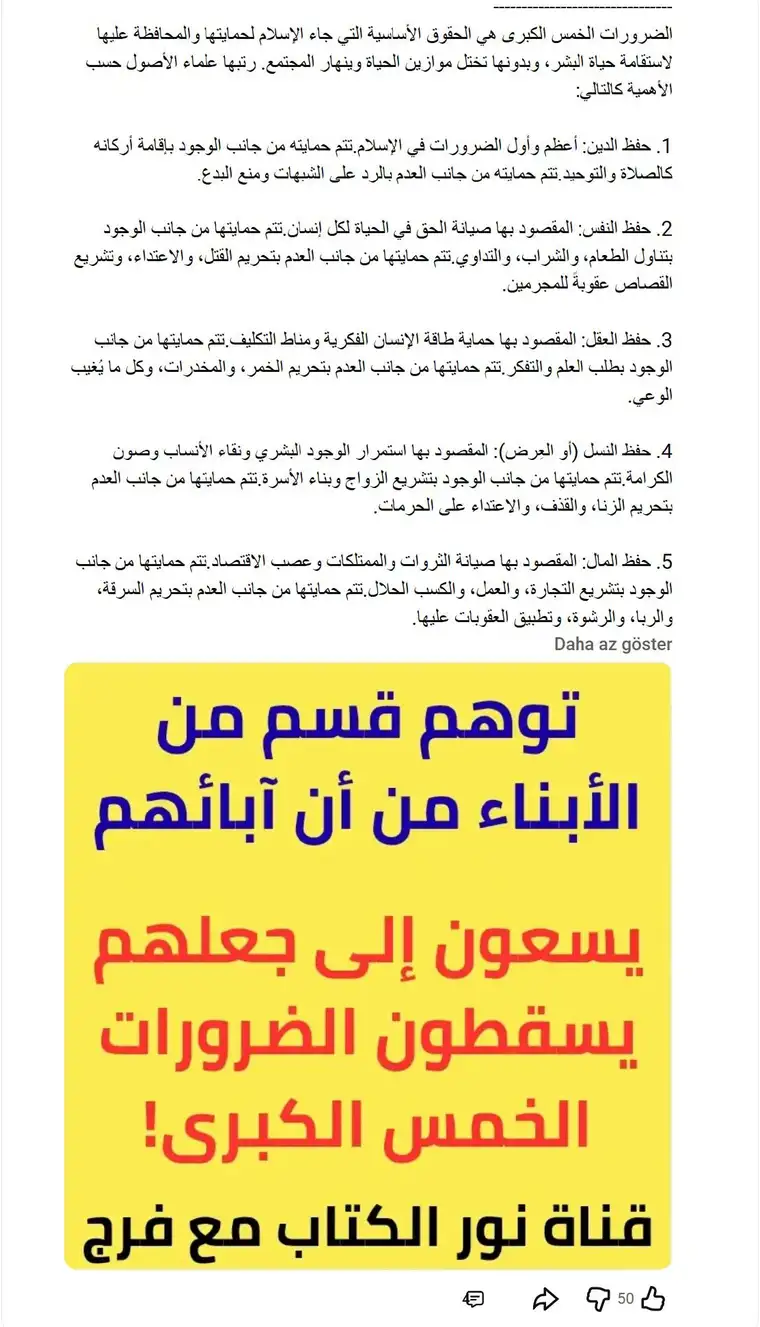 --------------------------------
الضرورات الخمس الكبرى هي الحقوق الأساسية التي جاء الإسلام لحمايتها والمحافظة عليها
لاستقامة حياة البشر، وبدونها تختل موازين الحياة وينهار المجتمع. رتبها علماء الأصول حسب
الأهمية كالتالي:
1. حفظ الدين: أعظم وأول الضرورات في الإسلام.تتم حمايته من جانب الوجود بإقامة أركانه
كالصلاة والتوحيد.تتم حمايته من جانب العدم بالرد على الشبهات ومنع البدع.
2. حفظ النفس: المقصود بها صيانة الحق في الحياة لكل إنسان.تتم حمايتها من جانب الوجود
بتناول الطعام، والشراب، والتداوي.تتم حمايتها من جانب العدم بتحريم القتل، والاعتداء، وتشريع
القصاص عقوبةً للمجرمين.
3. حفظ العقل: المقصود بها حماية طاقة الإنسان الفكرية ومناط التكليف.تتم حمايتها من جانب
الوجود بطلب العلم والتفكر.تتم حمايتها من جانب العدم بتحريم الخمر، والمخدرات، وكل ما يُغيب
الوعي.
4. حفظ النسل (أو العِرض): المقصود بها استمرار الوجود البشري ونقاء الأنساب وصون
الكرامة.تتم حمايتها من جانب الوجود بتشريع الزواج وبناء الأسرة.تتم حمايتها من جانب العدم
بتحريم الزنا، والقذف، والاعتداء على الحرمات.
5. حفظ المال: المقصود بها صيانة الثروات والممتلكات وعصب الاقتصاد.تتم حمايتها من جانب
الوجود بتشريع التجارة، والعمل، والكسب الحلال.تتم حمايتها من جانب العدم بتحريم السرقة،
والربا، والرشوة، وتطبيق العقوبات عليها.
Daha az göster
توهم قسم من
الأبناء من أن آبائهم
يسعون إلى جعلهم
يسقطون الضرورات
الخمس الكبرى!
قناة نور الكتاب مع فرج
50
4